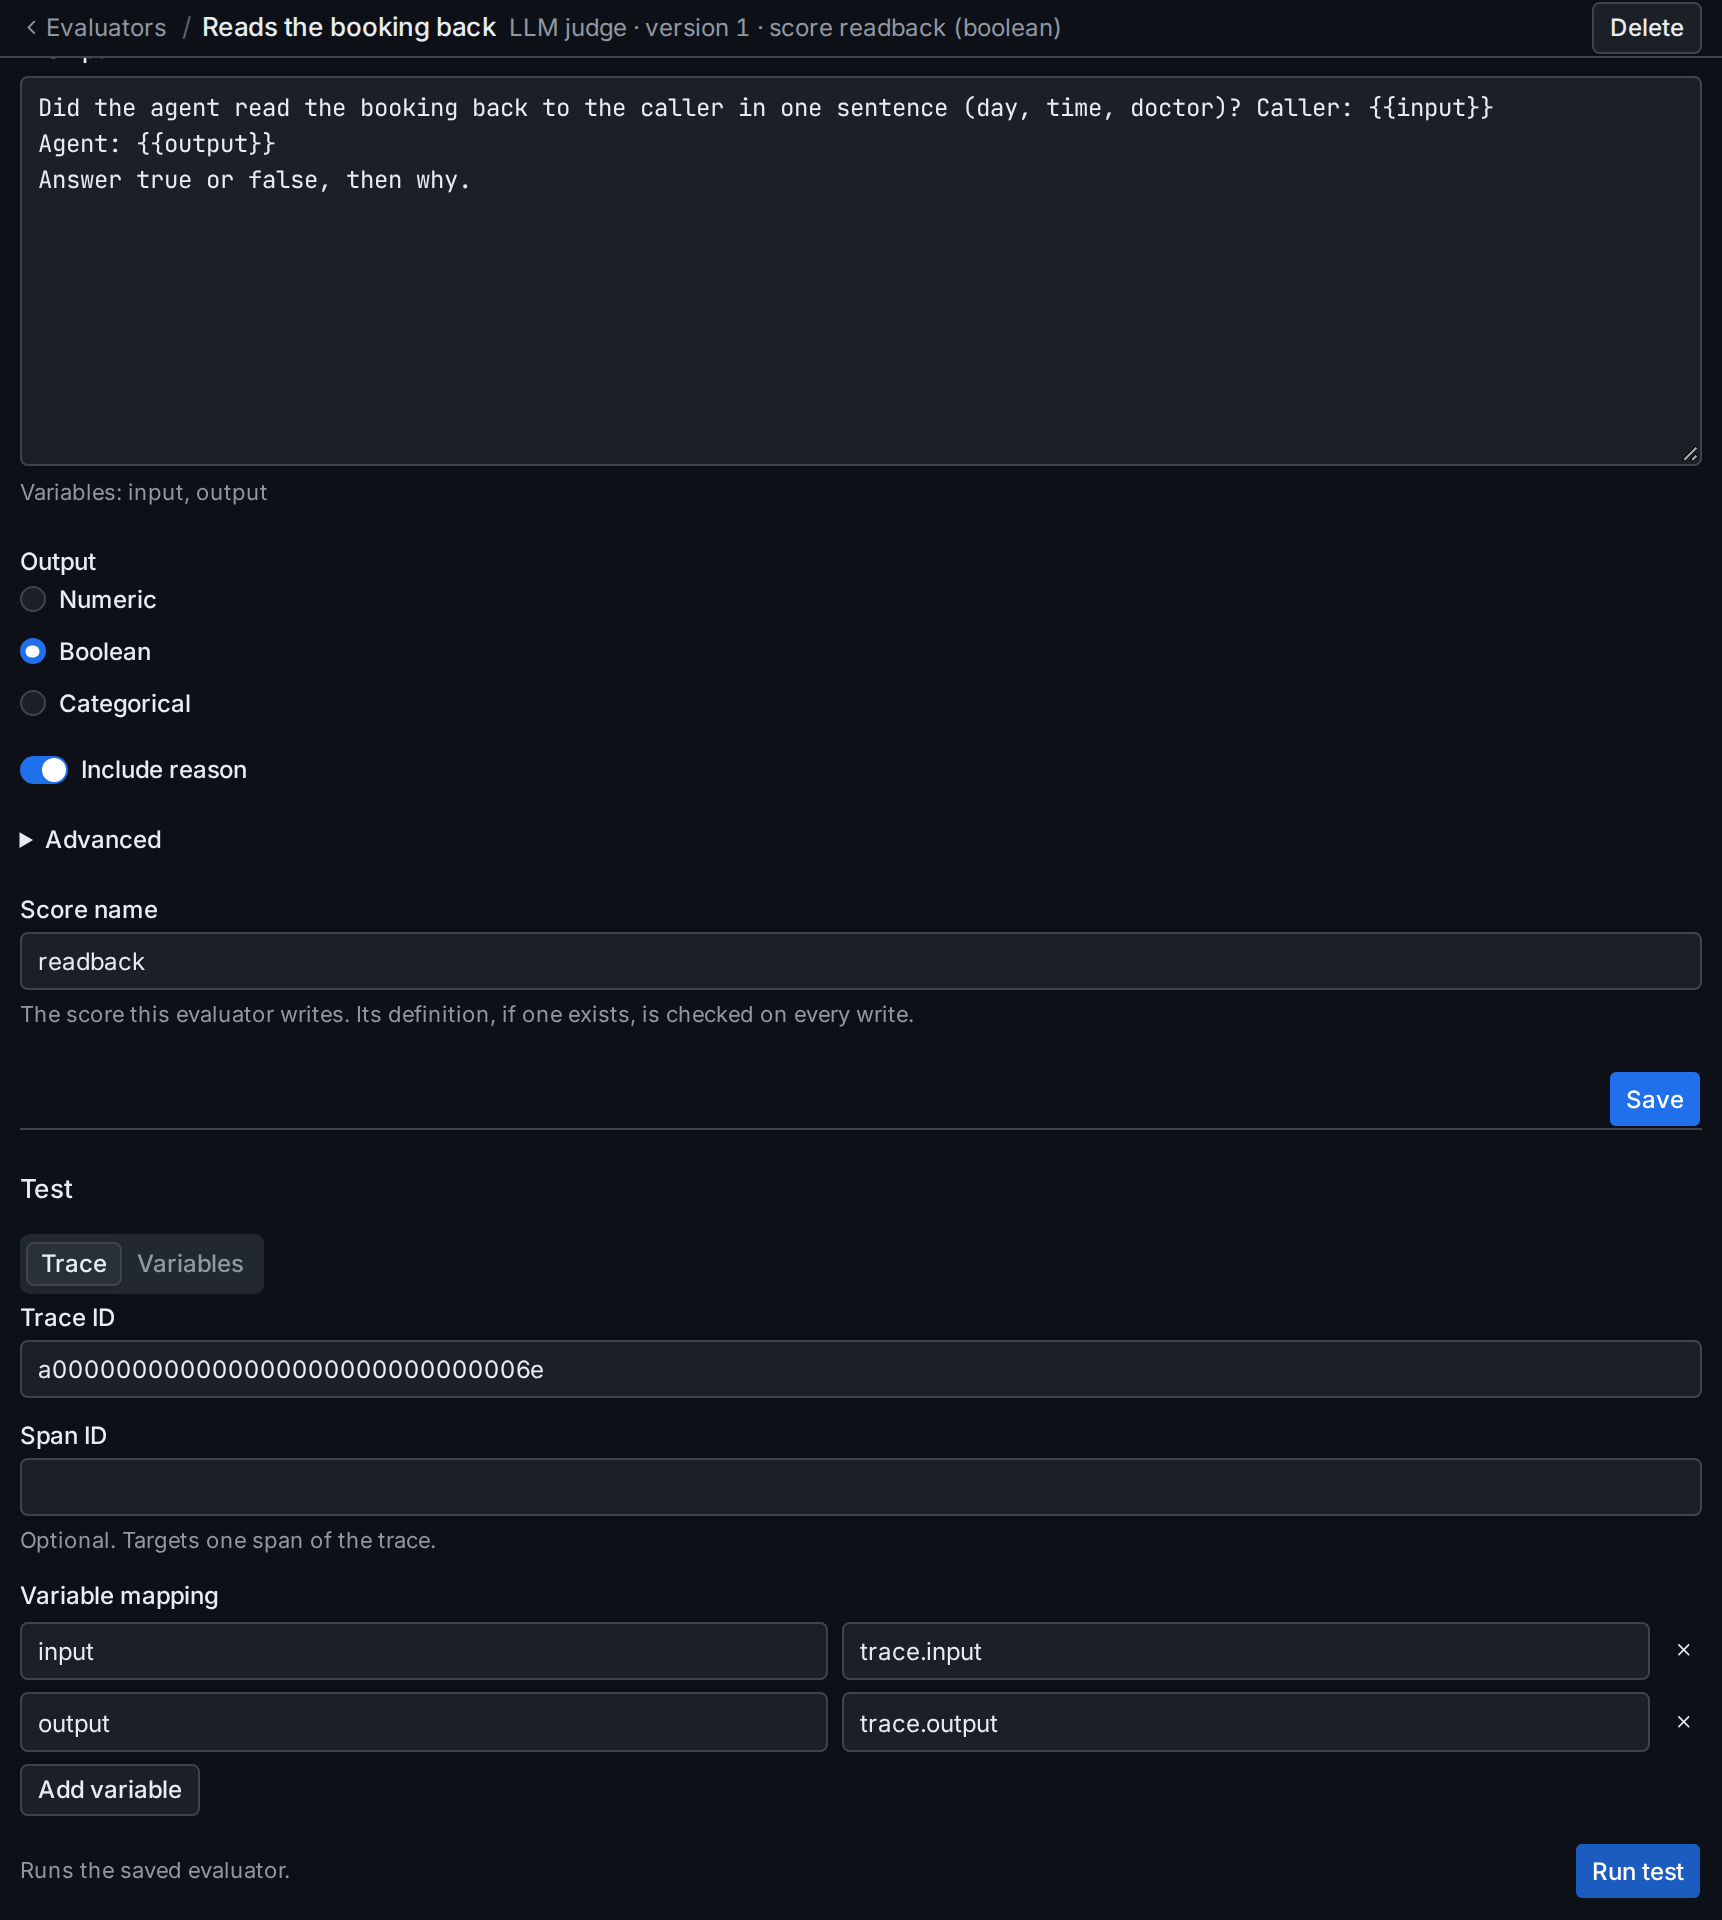 Evaluators / Reads the booking back LLM judge · version 1 · score readback (boolean)
Delete
Did the agent read the booking back to the caller in one sentence (day, time, doctor)? Caller: {{input}}
Agent: {{output}}
Answer true or false, then why.
Variables: input, output
Output
Numeric
Boolean
Categorical
Include reason
Advanced
Score name
readback
The score this evaluator writes. Its definition, if one exists, is checked on every write.
Save
Test
Trace Variables
Trace ID
a000000000000000000000000000006e
Span ID
Optional. Targets one span of the trace.
Variable mapping
input trace.input ×
output trace.output ×
Add variable
Runs the saved evaluator.
Run test